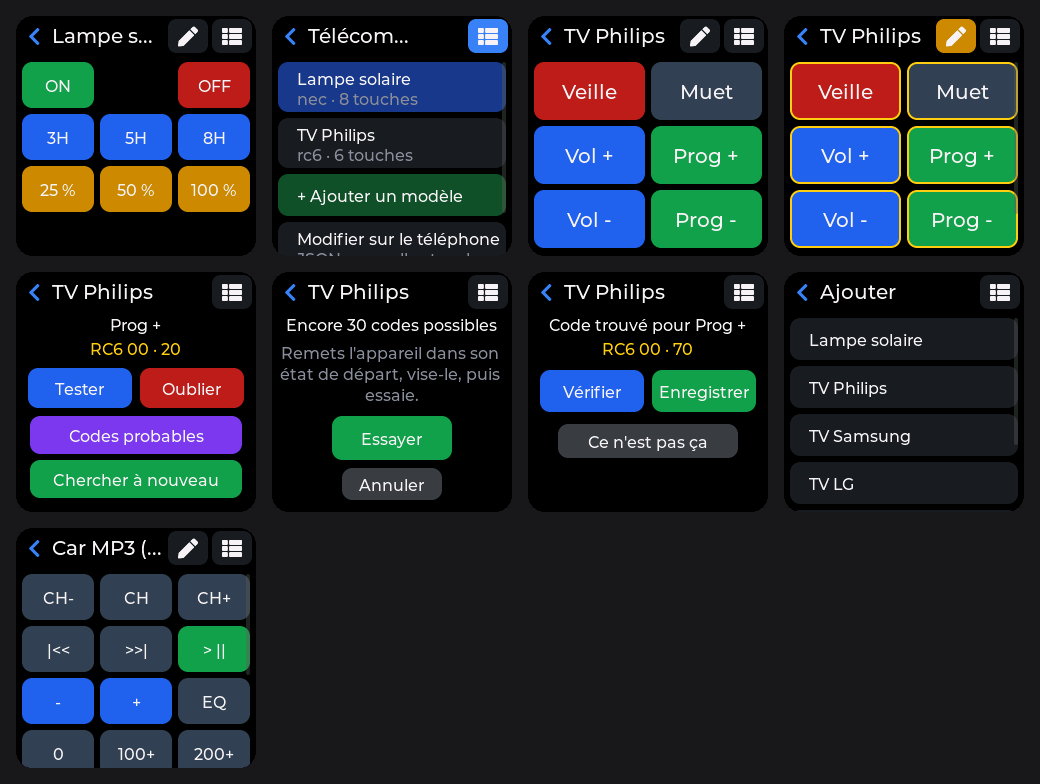 Lampe s...
ON
OFF
3H
5H
8H
25 %
50 %
100 %
Télécom...
Lampe solaire
nec · 8 touches
TV Philips
rc6 · 6 touches
+ Ajouter un modèle
Modifier sur le téléphone
TV Philips
Veille
Muet
Vol +
Prog +
Vol -
Prog -
TV Philips
Veille
Muet
Vol +
Prog +
Vol -
Prog -
TV Philips
Prog +
RC6 00 · 20
Tester
Oublier
Codes probables
Chercher à nouveau
TV Philips
Encore 30 codes possibles
Remets l'appareil dans son
état de départ, vise-le, puis
essaie.
Essayer
Annuler
TV Philips
Code trouvé pour Prog +
RC6 00 · 70
Vérifier
Enregistrer
Ce n'est pas ça
Ajouter
Lampe solaire
TV Philips
TV Samsung
TV LG
Car MP3 (...
CH-
CH
CH+
|<<
>>|
> ||
-
+
EQ
0
100+
200+